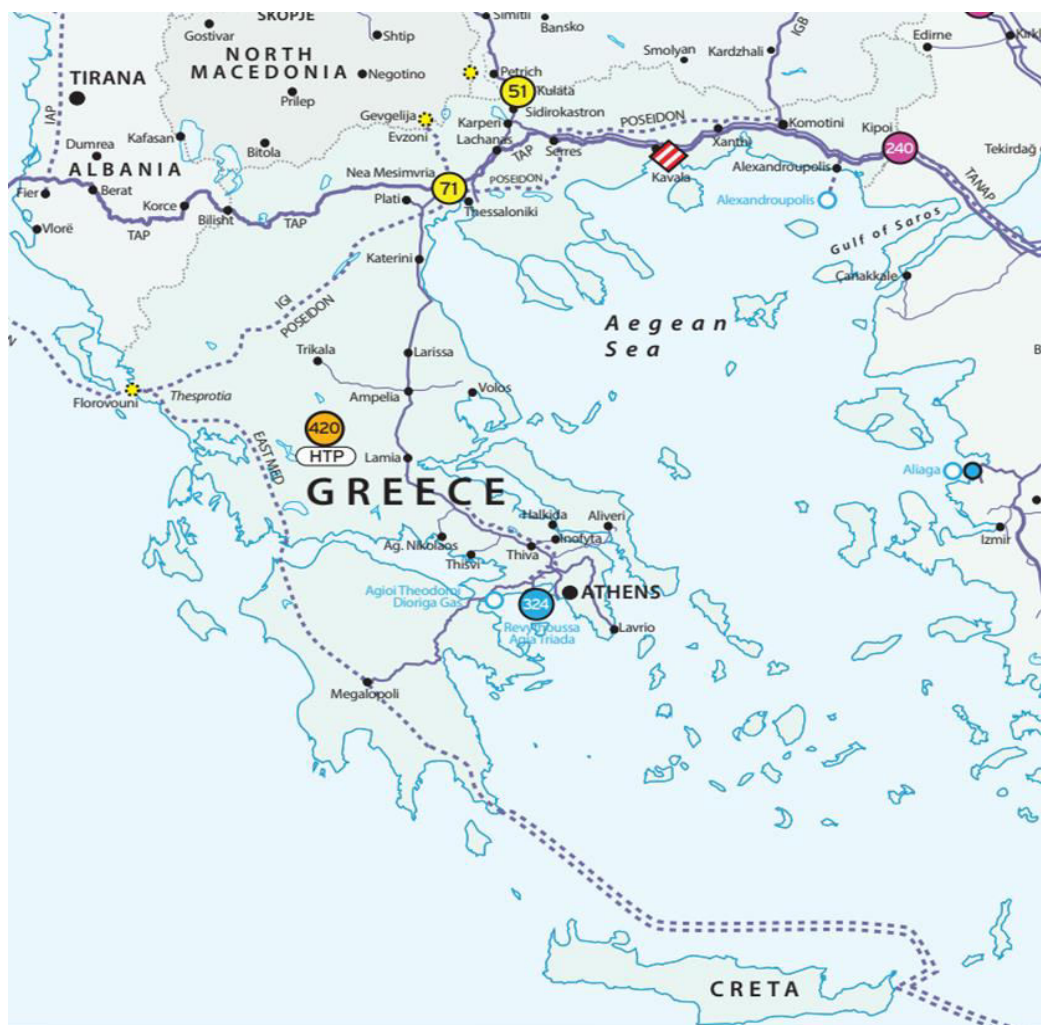 SKOPJE
Simitli
Bansko
Gostivar
Shtip
IGB
Edirne
NORTH
MACEDONIA
Smolyan
Kardzhali
TIRANA
Negotino
Petrich
Prilep
51
Kulata
IAP
Gevgelija
Sidirokastron
Evzoni
Karperi
POSEIDON
Komotini
Kipoi
Kafasan
Lachanas
TAP
Xanthi
240
Dumrea
Bitola
Serres
Tekirdağ
ALBANIA
Nea Mesimvria
71
POSEIDON
Kavala
Alexandroupolis
TANAP
Fier
Berat
Korce
Bilisht
Plati
Thessaloniki
Alexandroupolis
Vlorë
TAP
TAP
Gulf of Saros
Katerini
Çanakkale
IGI
POSEIDON
Aegean
Sea
Trikala
Larissa
Florovouni
Thesprotia
Ampelia
Volos
420
HTP
EAST MED
Lamia
Aliaga
GREECE
Halkida
Aliveri
Ag. Nikolaos
Inofyta
Izmir
Thisvi
Thiva
Agioi Theodoroi
Dioriga Gas
324
ATHENS
Revythoussa
Agia Triada
Lavrio
Megalopoli
CRETA